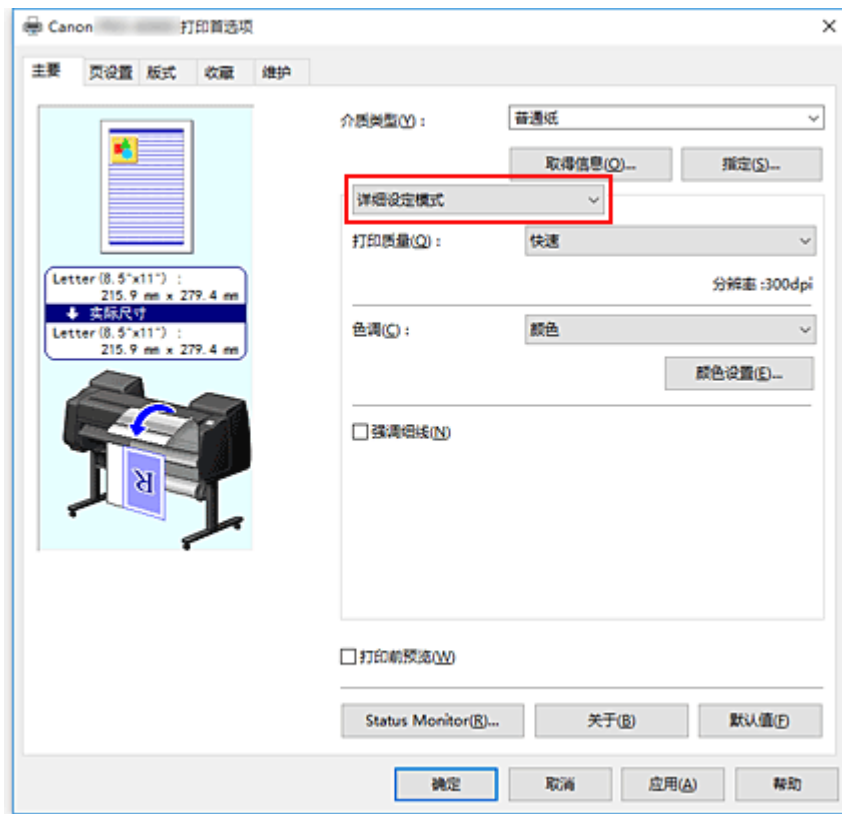 Canon 打印首选项
主要 页设置 版式 收藏 维护
介质类型(Y)： 普通纸
取得信息(O)... 指定(S)...
详细设定模式
打印质量(Q)： 快速
分辨率 :300dpi
色调(C)： 颜色
颜色设置(E)...
强调细线(N)
Letter(8.5"x11") :
215.9 mm x 279.4 mm
实际尺寸
Letter(8.5"x11") :
215.9 mm x 279.4 mm
R
打印前预览(W)
Status Monitor(R)... 关于(B) 默认值(F)
确定 取消 应用(A) 帮助